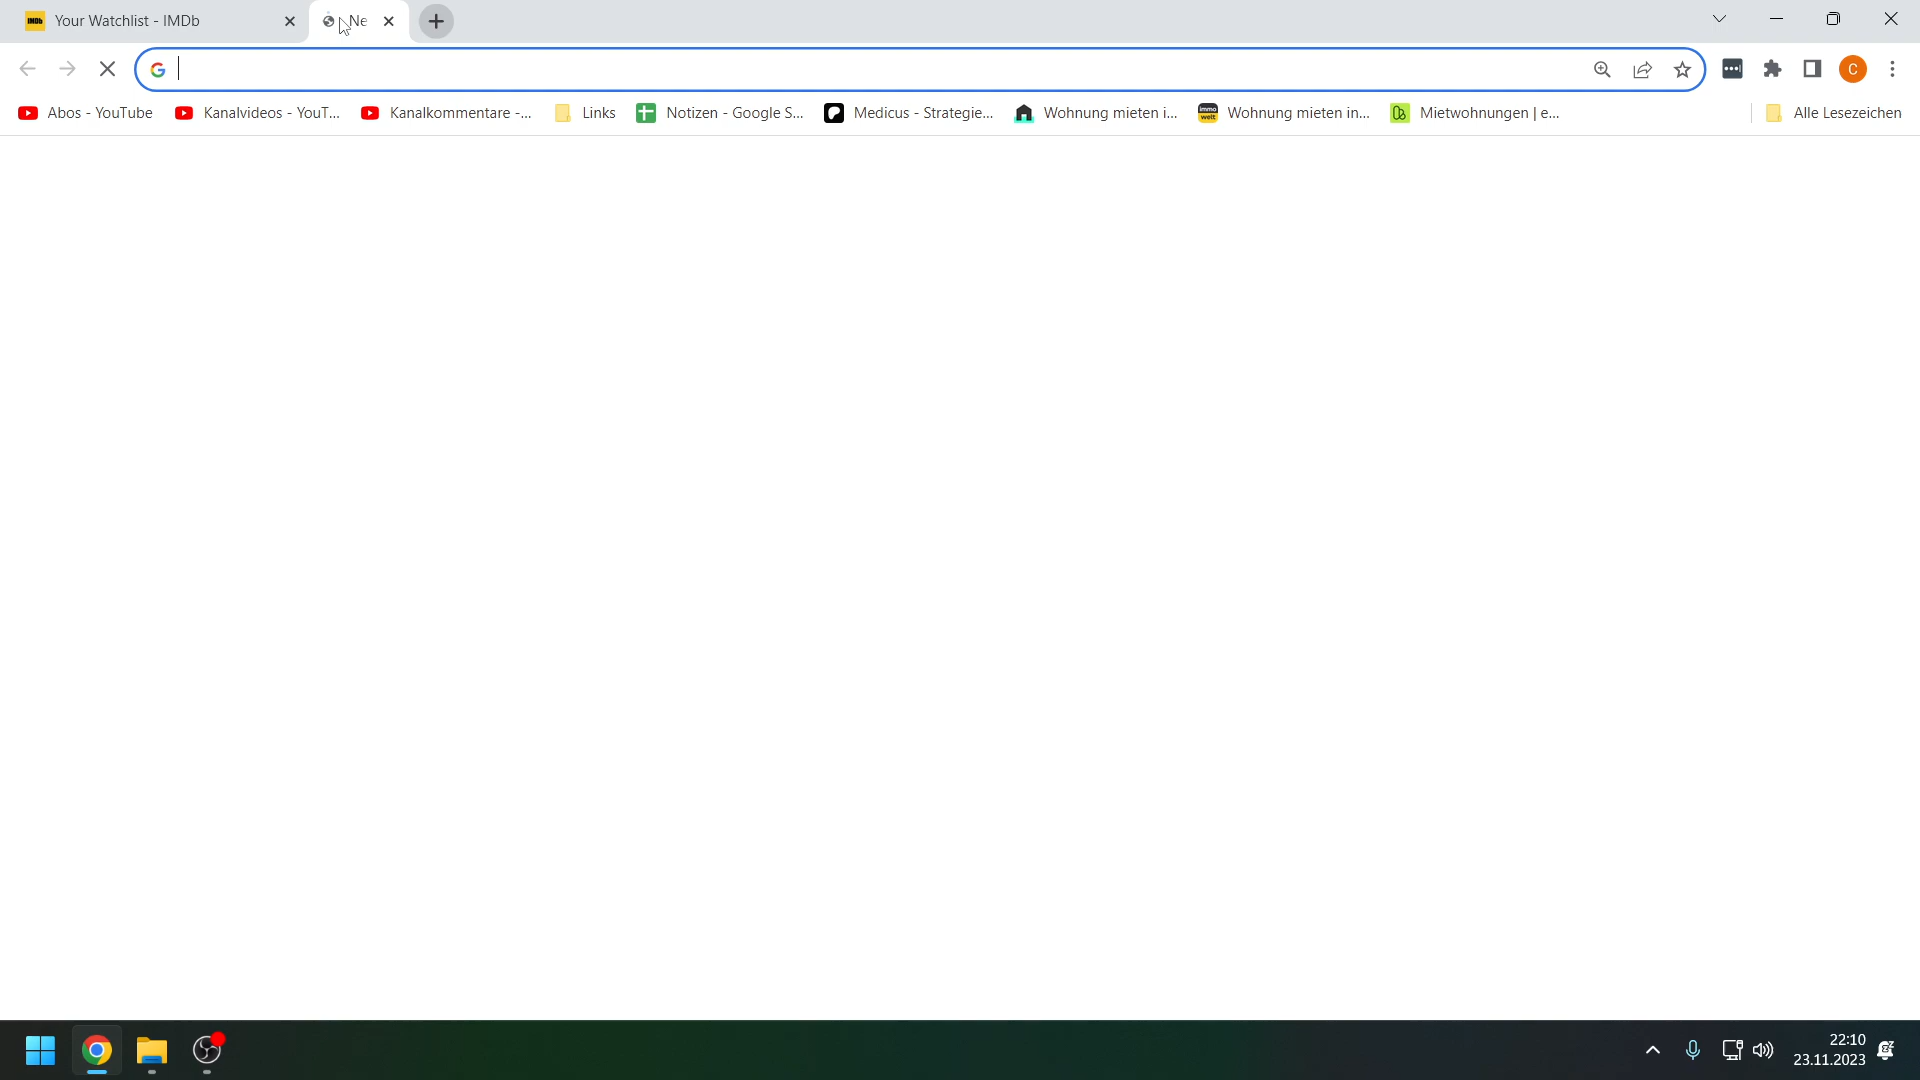 Your Watchlist - IMDb
Ne
Abos - YouTube
Kanalvideos - YouT...
Kanalkommentare -...
Links
Notizen - Google S...
Medicus - Strategie...
Wohnung mieten i...
Wohnung mieten in...
Mietwohnungen | e...
Alle Lesezeichen
C
22:10
23.11.2023